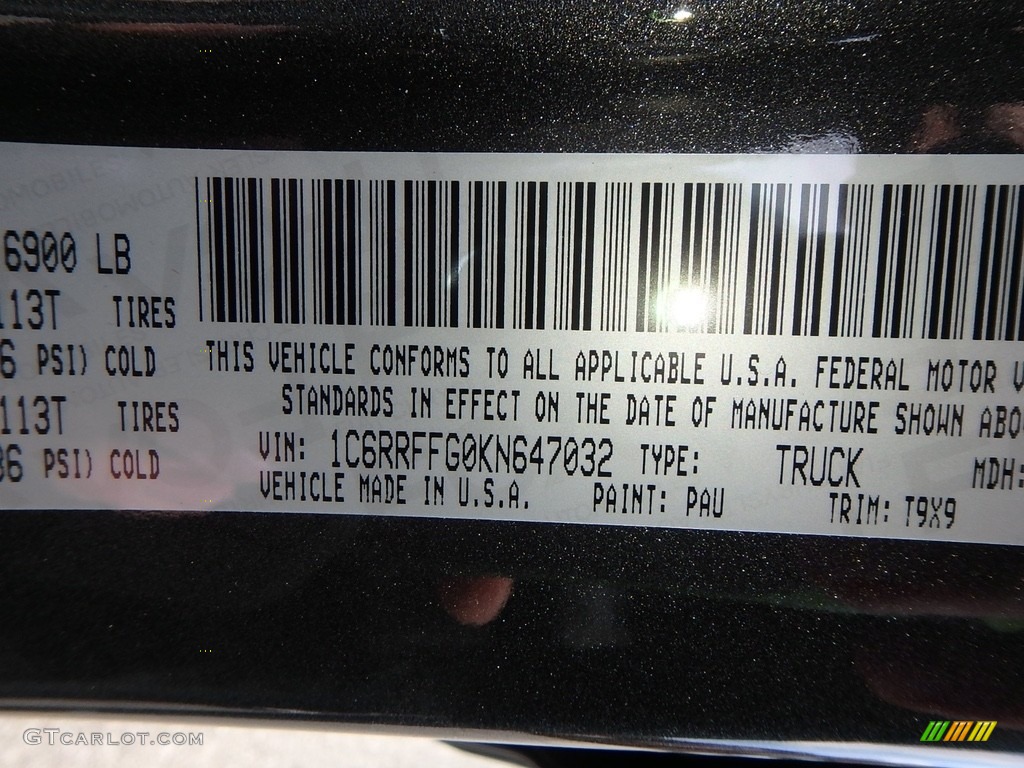 6900 LB
113T TIRES
6 PSI) COLD
113T TIRES
36 PSI) COLD
THIS VEHICLE CONFORMS TO ALL APPLICABLE U.S.A. FEDERAL MOTOR V
STANDARDS IN EFFECT ON THE DATE OF MANUFACTURE SHOWN ABO
VIN: 1C6RRFFG0KN647032 TYPE: TRUCK MDH:
VEHICLE MADE IN U.S.A. PAINT: PAU TRIM: T9X9
GTCARLOT.COM